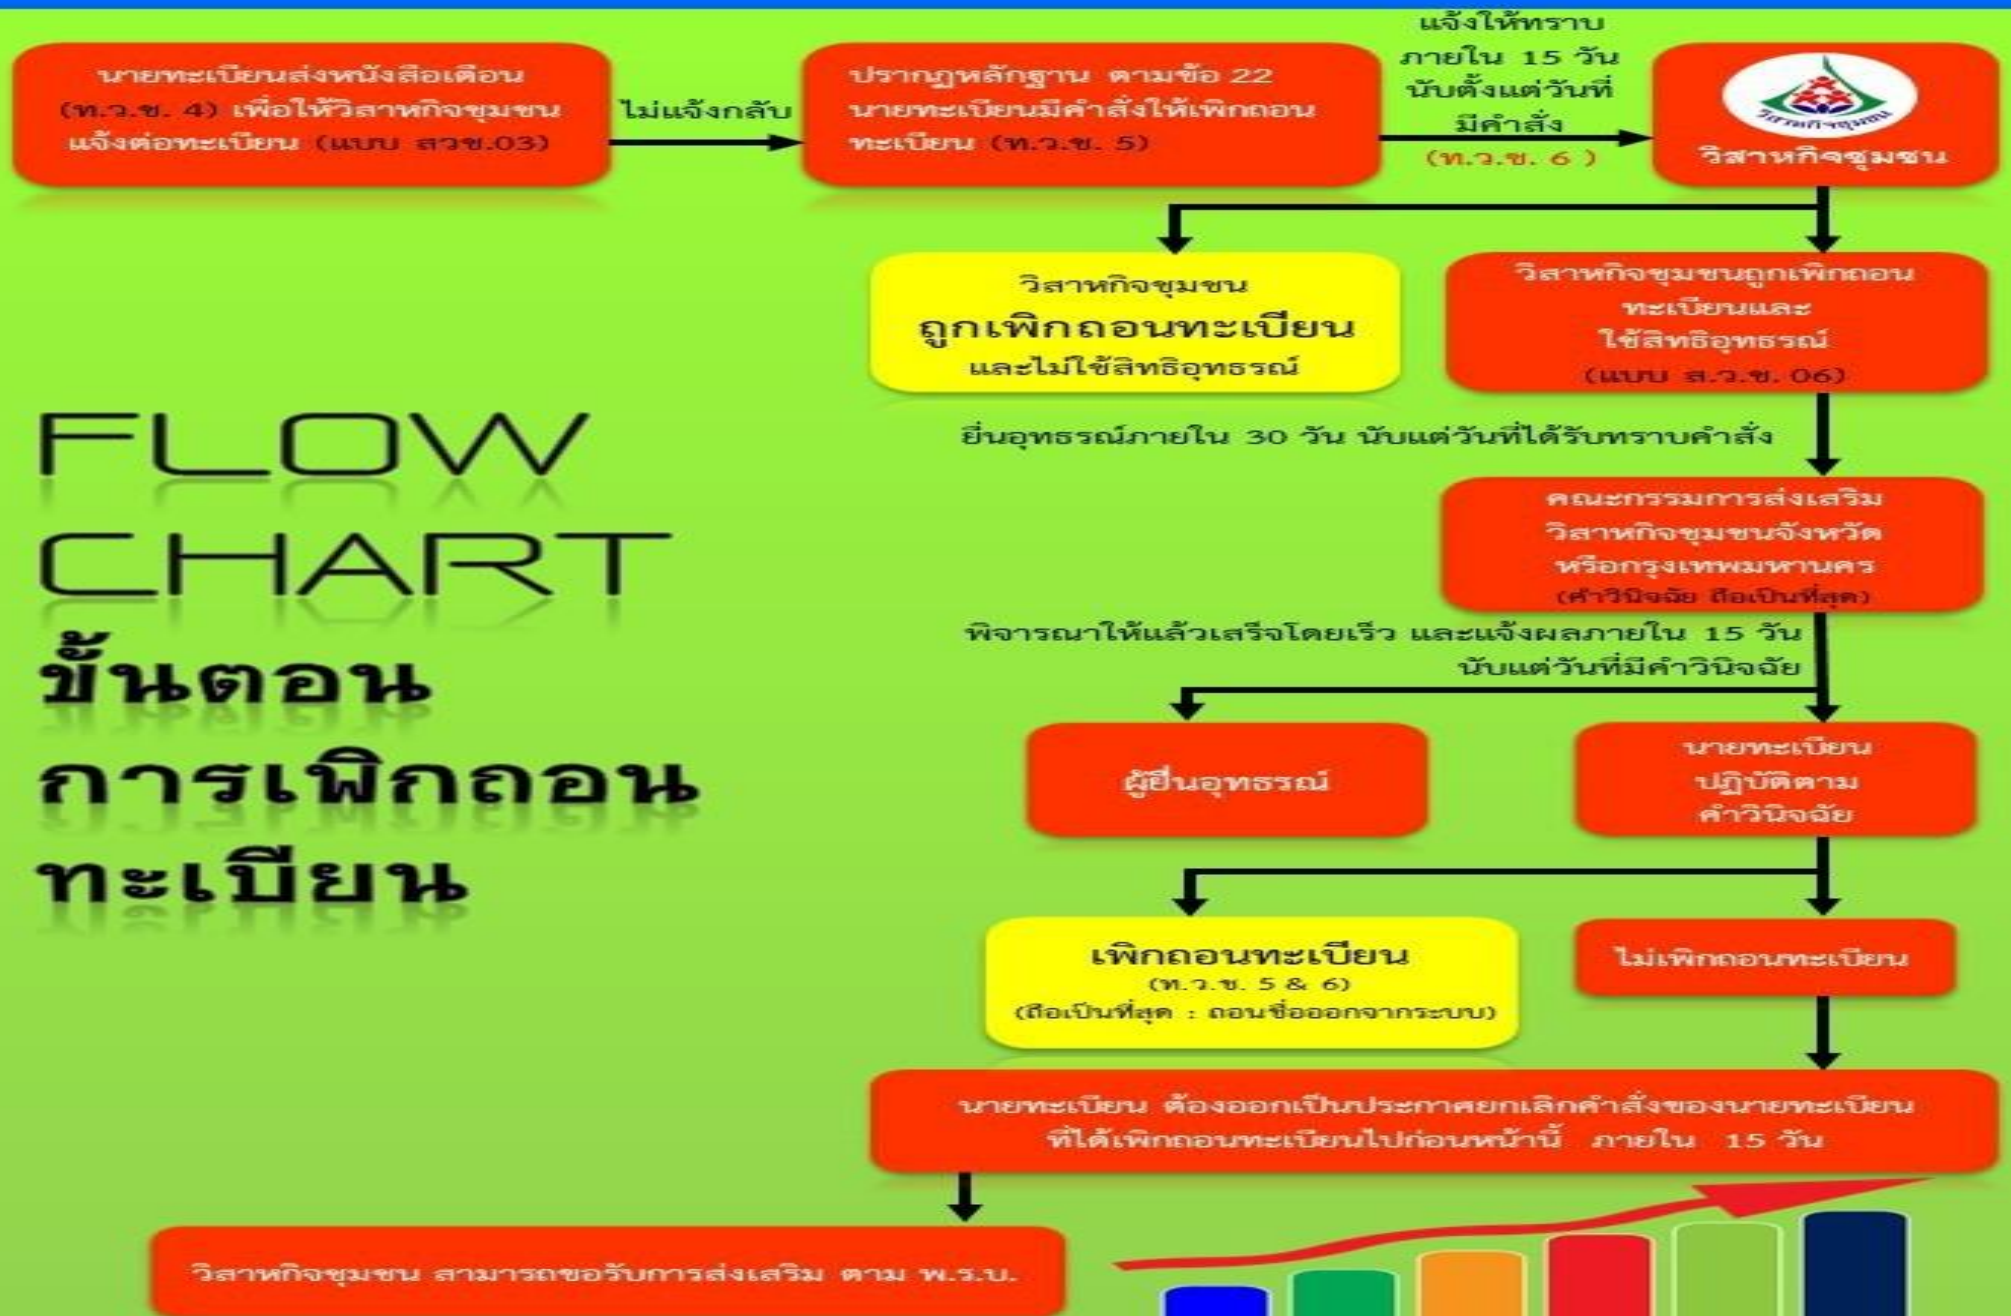 นายทะเบียนส่งหนังสือเตือน
(ท.ว.ช. 4) เพื่อให้วิสาหกิจชุมชน
แจ้งต่อทะเบียน (แบบ สวช.03)
ไม่แจ้งกลับ
ปรากฏหลักฐาน ตามข้อ 22
นายทะเบียนมีคำสั่งให้เพิกถอน
ทะเบียน (ท.ว.ช. 5)
แจ้งให้ทราบ
ภายใน 15 วัน
นับตั้งแต่วันที่
มีคำสั่ง
(ท.ว.ช. 6 )
วิสาหกิจชุมชน
วิสาหกิจชุมชน
วิสาหกิจชุมชน
ถูกเพิกถอนทะเบียน
และไม่ใช้สิทธิอุทธรณ์
วิสาหกิจชุมชนถูกเพิกถอน
ทะเบียนและ
ใช้สิทธิอุทธรณ์
(แบบ ส.ว.ช. 06)
ยื่นอุทธรณ์ภายใน 30 วัน นับแต่วันที่ได้รับทราบคำสั่ง
คณะกรรมการส่งเสริม
วิสาหกิจชุมชนจังหวัด
หรือกรุงเทพมหานคร
(คำวินิจฉัย ถือเป็นที่สุด)
พิจารณาให้แล้วเสร็จโดยเร็ว และแจ้งผลภายใน 15 วัน
นับแต่วันที่มีคำวินิจฉัย
FLOW
CHART
ขั้นตอน
การเพิกถอน
ทะเบียน
ผู้ยื่นอุทธรณ์
นายทะเบียน
ปฏิบัติตาม
คำวินิจฉัย
เพิกถอนทะเบียน
(ท.ว.ช. 5 & 6)
(ถือเป็นที่สุด : ถอนชื่อออกจากระบบ)
ไม่เพิกถอนทะเบียน
นายทะเบียน ต้องออกเป็นประกาศยกเลิกคำสั่งของนายทะเบียน
ที่ได้เพิกถอนทะเบียนไปก่อนหน้านี้ ภายใน 15 วัน
วิสาหกิจชุมชน สามารถขอรับการส่งเสริม ตาม พ.ร.บ.